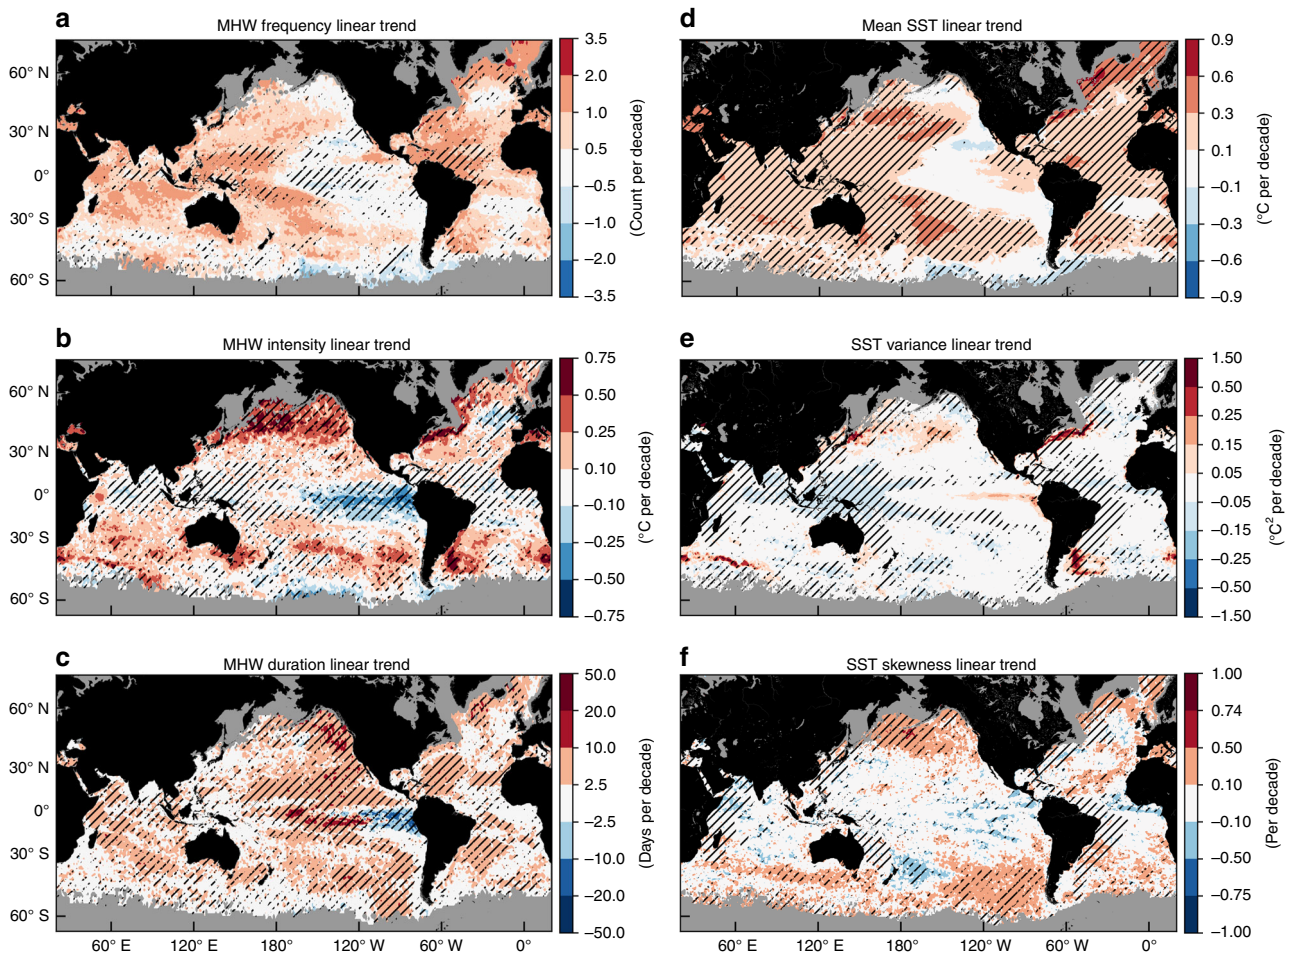 a
MHW frequency linear trend
60° N
30° N
0°
30° S
60° S
3.5
2.0
1.0
0.5
−0.5
−1.0
−2.0
−3.5
(Count per decade)
d
Mean SST linear trend
0.9
0.6
0.3
0.1
−0.1
−0.3
−0.6
−0.9
(°C per decade)
b
MHW intensity linear trend
60° N
30° N
0°
30° S
60° S
0.75
0.50
0.25
0.10
−0.10
−0.25
−0.50
−0.75
(°C per decade)
e
SST variance linear trend
1.50
0.50
0.25
0.15
0.05
−0.05
−0.15
−0.25
−0.50
−1.50
(°C² per decade)
c
MHW duration linear trend
60° N
30° N
0°
30° S
60° S
60° E
120° E
180°
120° W
60° W
0°
50.0
20.0
10.0
2.5
−2.5
−10.0
−20.0
−50.0
(Days per decade)
f
SST skewness linear trend
60° E
120° E
180°
120° W
60° W
0°
1.00
0.74
0.50
0.10
−0.10
−0.50
−0.75
−1.00
(Per decade)